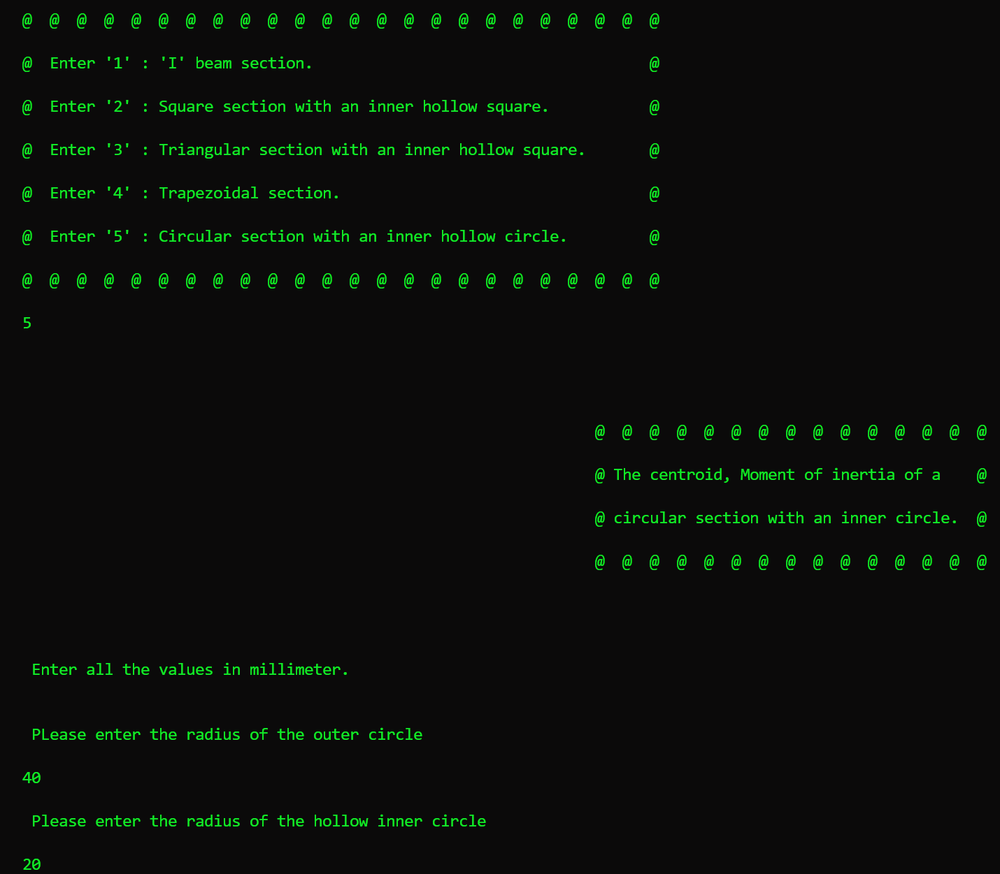 @ @ @ @ @ @ @ @ @ @ @ @ @ @ @ @ @ @ @ @ @ @ @ @
@ Enter '1' : 'I' beam section. @
@ Enter '2' : Square section with an inner hollow square. @
@ Enter '3' : Triangular section with an inner hollow square. @
@ Enter '4' : Trapezoidal section. @
@ Enter '5' : Circular section with an inner hollow circle. @
@ @ @ @ @ @ @ @ @ @ @ @ @ @ @ @ @ @ @ @ @ @ @ @
5
@ @ @ @ @ @ @ @ @ @ @ @ @ @ @
@ The centroid, Moment of inertia of a @
@ circular section with an inner circle. @
@ @ @ @ @ @ @ @ @ @ @ @ @ @ @
Enter all the values in millimeter.
PLease enter the radius of the outer circle
40
Please enter the radius of the hollow inner circle
20